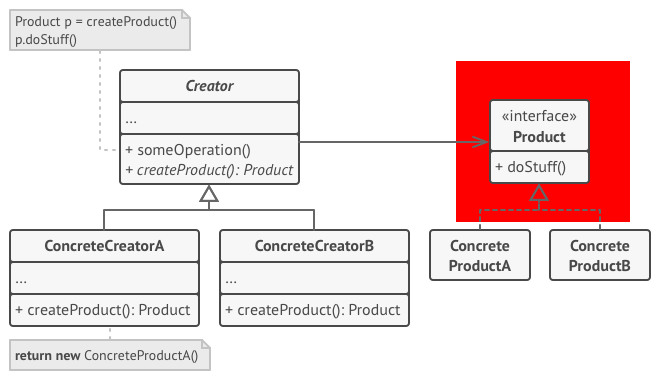 Product p = createProduct()
p.doStuff()
Creator
...
+ someOperation()
+ createProduct(): Product
«interface»
Product
+ doStuff()
ConcreteCreatorA
...
+ createProduct(): Product
ConcreteCreatorB
...
+ createProduct(): Product
Concrete
ProductA
Concrete
ProductB
return new ConcreteProductA()